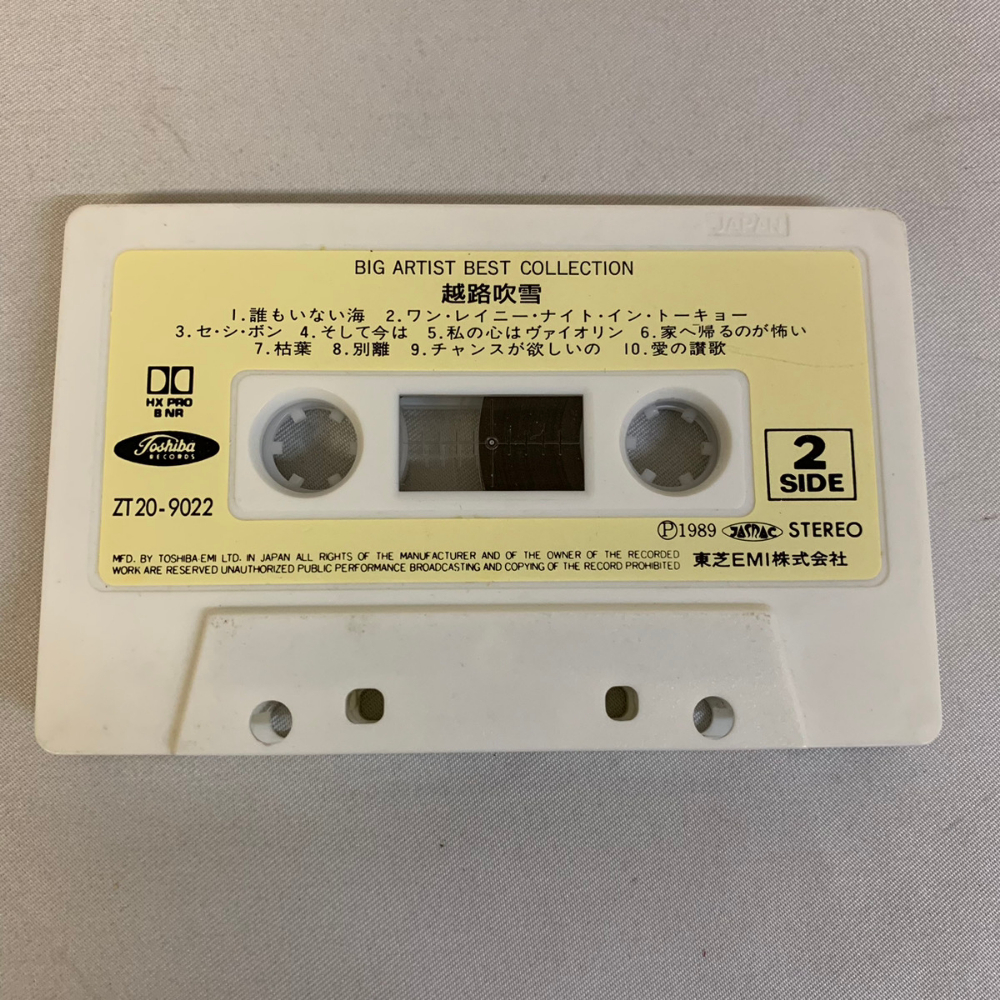 JAPAN
BIG ARTIST BEST COLLECTION
越路吹雪
1.誰もいない海 2.ワン・レイニー・ナイト・イン・トーキョー
3.セ・シ・ボン 4.そして今は 5.私の心はヴァイオリン 6.家へ帰るのが怖い
7.枯葉 8.別離 9.チャンスが欲しいの 10.愛の讃歌
HX PRO
B NR
Toshiba
RECORDS
2
SIDE
ZT20-9022
Ⓟ1989 JASRAC STEREO
MFD. BY TOSHIBA-EMI LTD. IN JAPAN ALL RIGHTS OF THE MANUFACTURER AND OF THE OWNER OF THE RECORDED
WORK ARE RESERVED UNAUTHORIZED PUBLIC PERFORMANCE BROADCASTING AND COPYING OF THE RECORD PROHIBITED
東芝EMI株式会社